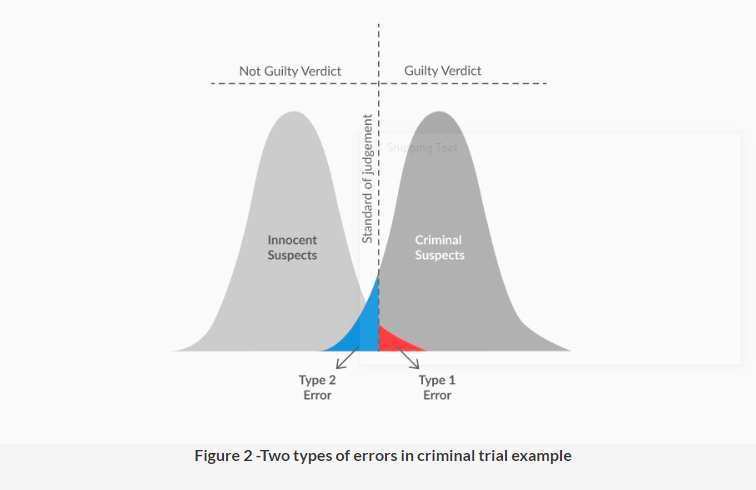 Not Guilty Verdict
Guilty Verdict
Standard of judgement
Snipping Tool
Innocent
Suspects
Criminal
Suspects
Type 2
Error
Type 1
Error
Figure 2 -Two types of errors in criminal trial example